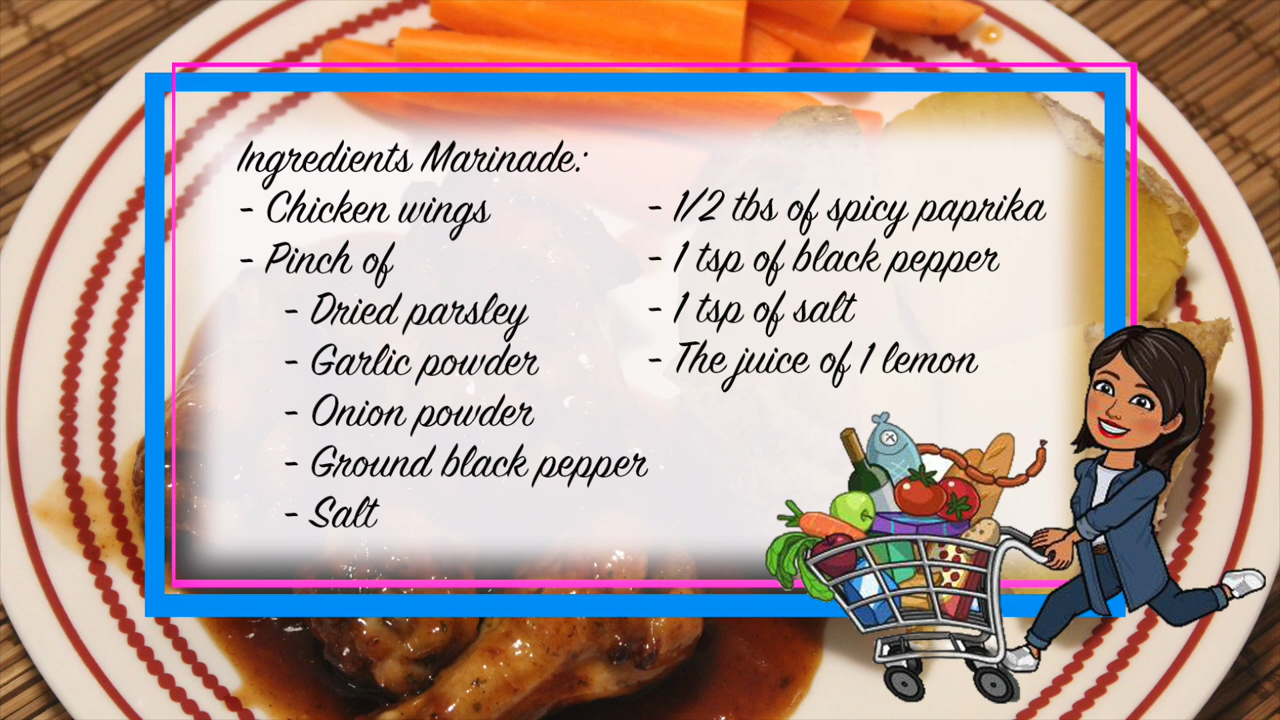 Ingredients Marinade:
- Chicken wings
- Pinch of
- Dried parsley
- Garlic powder
- Onion powder
- Ground black pepper
- Salt
- 1/2 tbs of spicy paprika
- 1 tsp of black pepper
- 1 tsp of salt
- The juice of 1 lemon